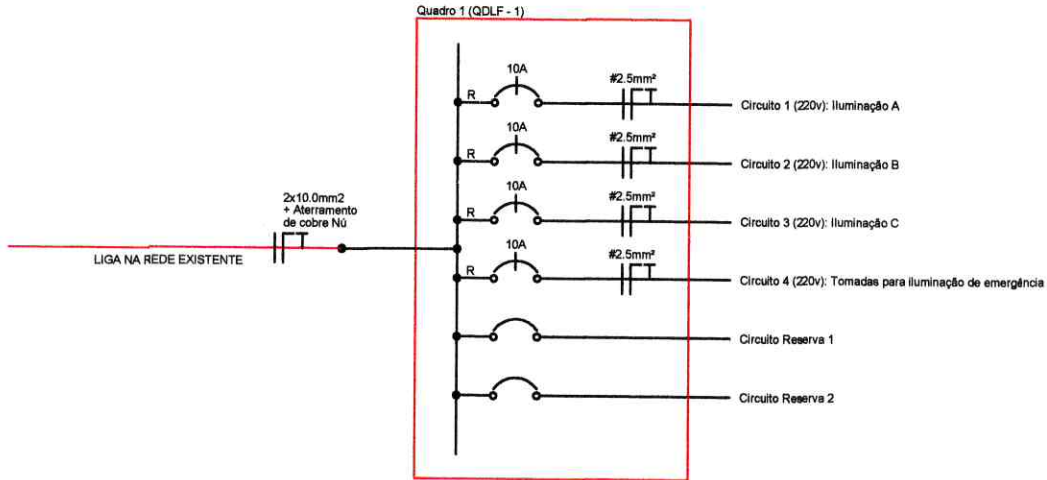 Quadro 1 (QDLF - 1)
10A
#2.5mm²
R
Circuito 1 (220v): Iluminação A
10A
#2.5mm²
R
Circuito 2 (220v): Iluminação B
10A
#2.5mm²
R
Circuito 3 (220v): Iluminação C
2x10.0mm2
+ Aterramento
de cobre Nú
LIGA NA REDE EXISTENTE
10A
#2.5mm²
R
Circuito 4 (220v): Tomadas para iluminação de emergência
Circuito Reserva 1
Circuito Reserva 2